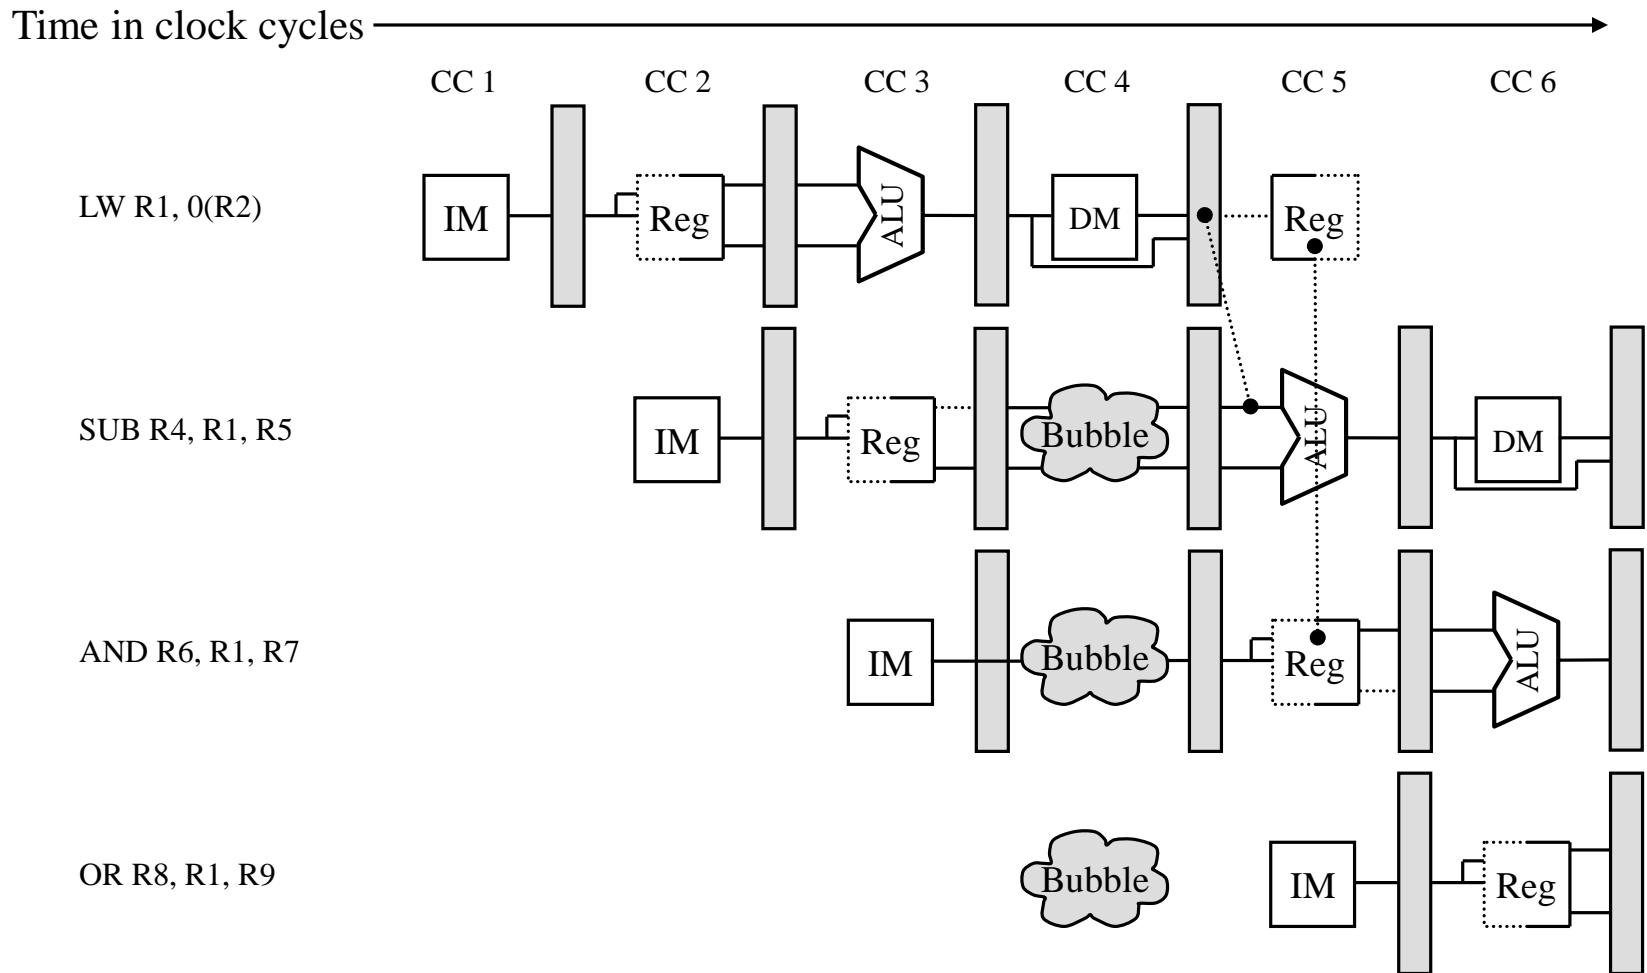 Time in clock cycles
CC 1 CC 2 CC 3 CC 4 CC 5 CC 6
LW R1, 0(R2) IM Reg ALU DM Reg
SUB R4, R1, R5 IM Reg Bubble ALU DM
AND R6, R1, R7 IM Bubble Reg ALU
OR R8, R1, R9 Bubble IM Reg